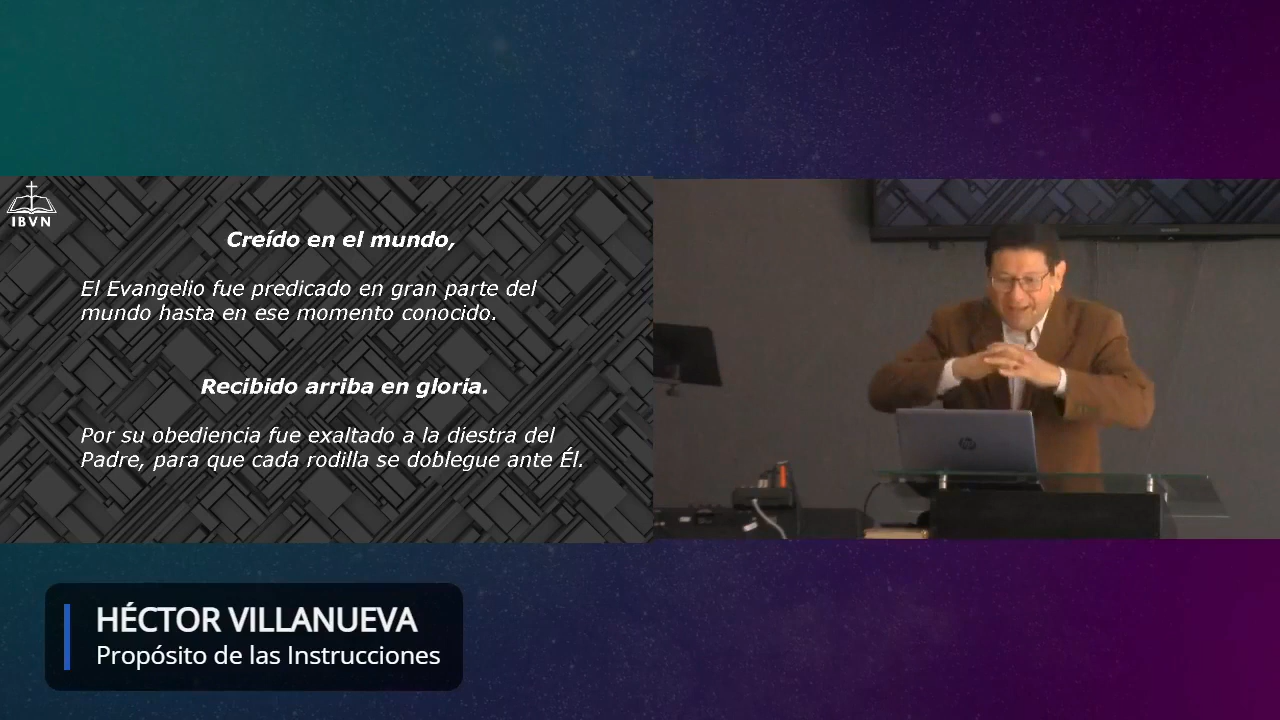 IBVN
Creído en el mundo,
El Evangelio fue predicado en gran parte del
mundo hasta en ese momento conocido.
Recibido arriba en gloria.
Por su obediencia fue exaltado a la diestra del
Padre, para que cada rodilla se doblegue ante Él.
hp
HÉCTOR VILLANUEVA
Propósito de las Instrucciones